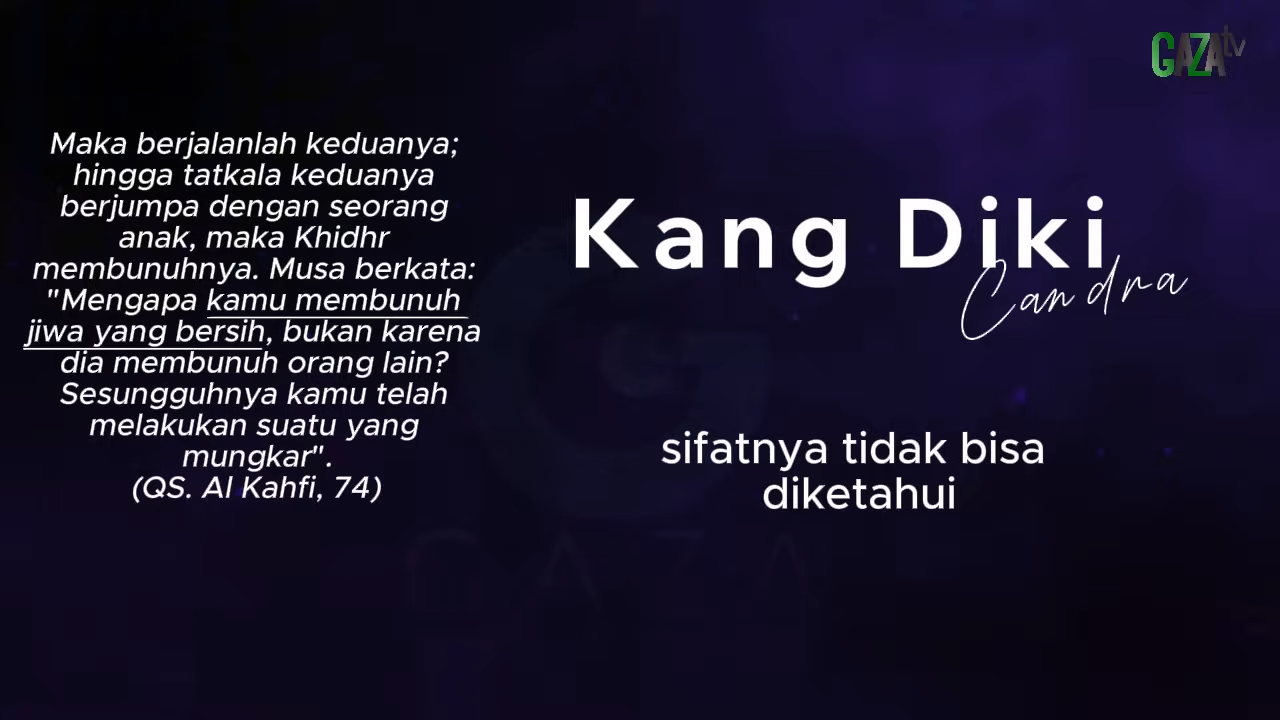 GAZAtv
Maka berjalanlah keduanya;
hingga tatkala keduanya
berjumpa dengan seorang
anak, maka Khidhr
membunuhnya. Musa berkata:
"Mengapa kamu membunuh
jiwa yang bersih, bukan karena
dia membunuh orang lain?
Sesungguhnya kamu telah
melakukan suatu yang
mungkar".
(QS. Al Kahfi, 74)
Kang Diki
Candra
sifatnya tidak bisa
diketahui
GAZA